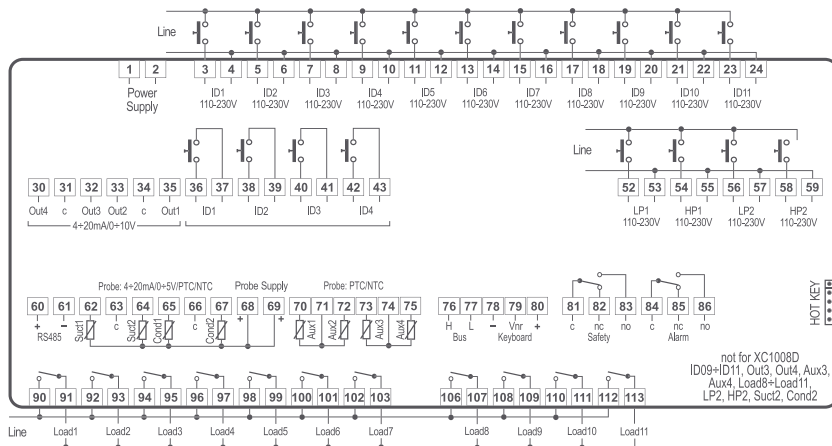 Line
1 2 3 4 5 6 7 8 9 10 11 12 13 14 15 16 17 18 19 20 21 22 23 24
Power Supply
ID1 110-230V
ID2 110-230V
ID3 110-230V
ID4 110-230V
ID5 110-230V
ID6 110-230V
ID7 110-230V
ID8 110-230V
ID9 110-230V
ID10 110-230V
ID11 110-230V
Line
30 31 32 33 34 35 36 37 38 39 40 41 42 43
Out4 c Out3 Out2 c Out1 ID1 ID2 ID3 ID4
4÷20mA/0÷10V
52 53 54 55 56 57 58 59
LP1 110-230V
HP1 110-230V
LP2 110-230V
HP2 110-230V
Probe: 4÷20mA/0÷5V/PTC/NTC
Probe Supply
Probe: PTC/NTC
60 61 62 63 64 65 66 67 68 69 70 71 72 73 74 75 76 77 78 79 80 81 82 83 84 85 86
+ – Suct1 c Suct2 Cond1 c Cond2 + + Aux1 Aux2 Aux3 Aux4 H L – Vnr + c nc no c nc no
RS485
Bus
Keyboard
Safety
Alarm
HOT KEY
not for XC1008D
ID09÷ID11, Out3, Out4, Aux3,
Aux4, Load8÷Load11,
LP2, HP2, Suct2, Cond2
90 91 92 93 94 95 96 97 98 99 100 101 102 103 106 107 108 109 110 111 112 113
Line
Load1 Load2 Load3 Load4 Load5 Load6 Load7 Load8 Load9 Load10 Load11